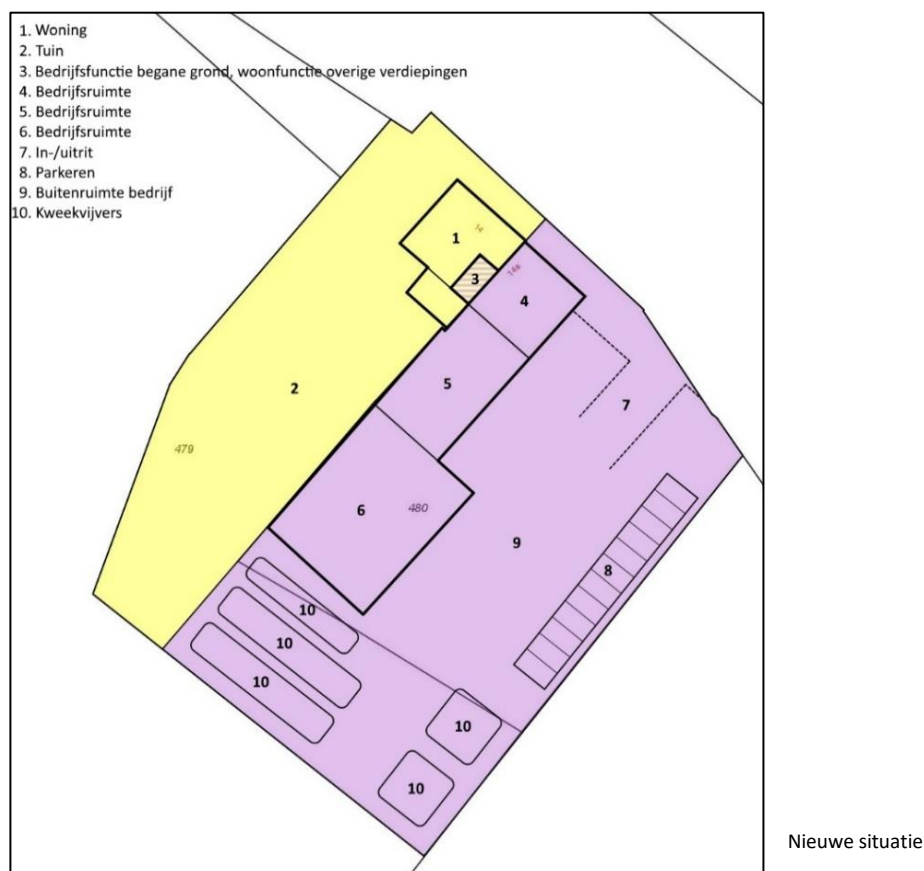 1. Woning
2. Tuin
3. Bedrijfsfunctie begane grond, woonfunctie overige verdiepingen
4. Bedrijfsruimte
5. Bedrijfsruimte
6. Bedrijfsruimte
7. In-/uitrit
8. Parkeren
9. Buitenruimte bedrijf
10. Kweekvijvers
14
1
3
14a
4
5
2
7
479
6
480
9
8
10
10
10
10
10
Nieuwe situatie